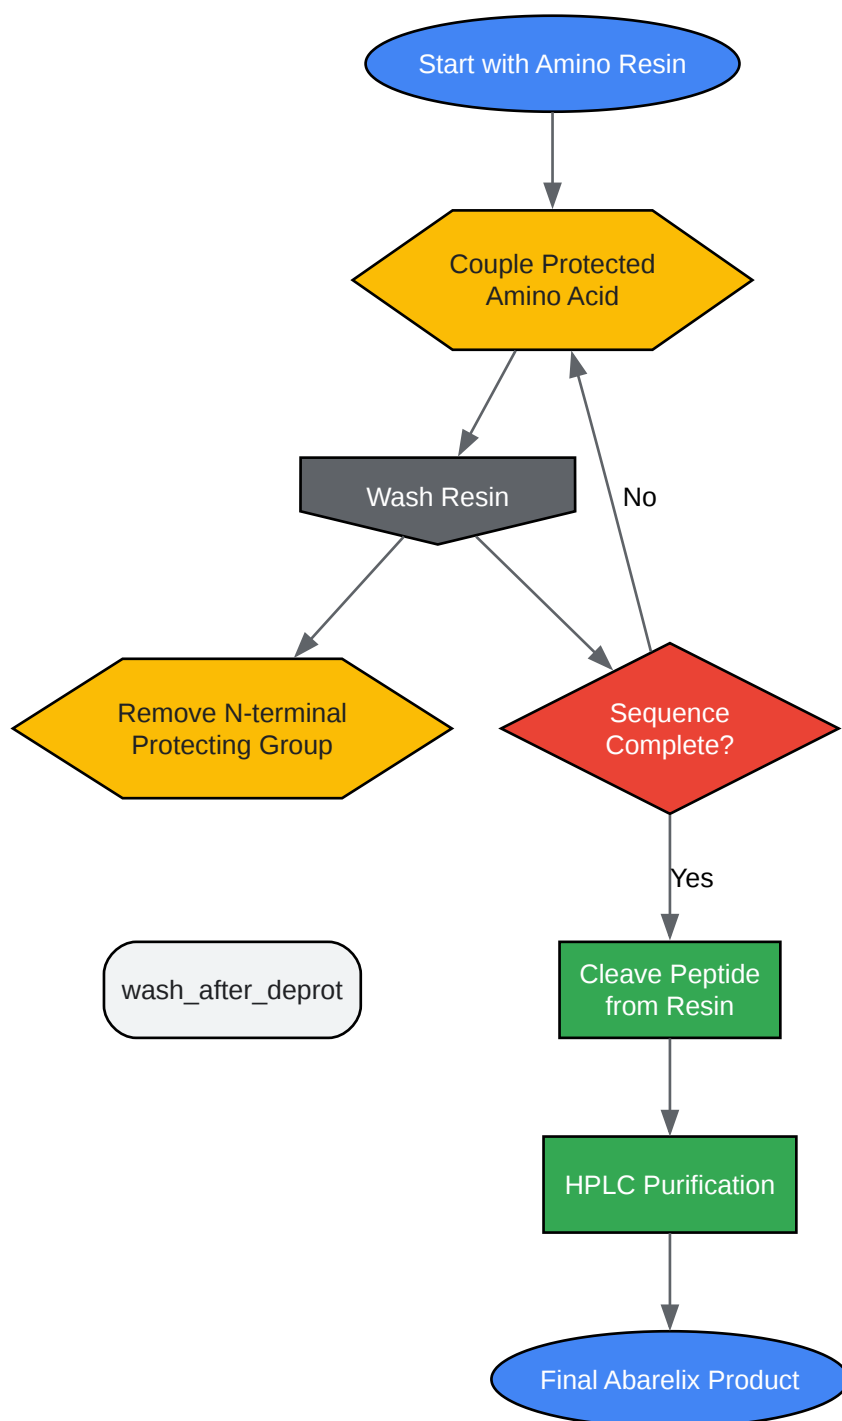 Start with Amino Resin
Couple Protected
Amino Acid
Wash Resin
No
Remove N-terminal
Protecting Group
Sequence
Complete?
Yes
wash_after_deprot
Cleave Peptide
from Resin
HPLC Purification
Final Abarelix Product